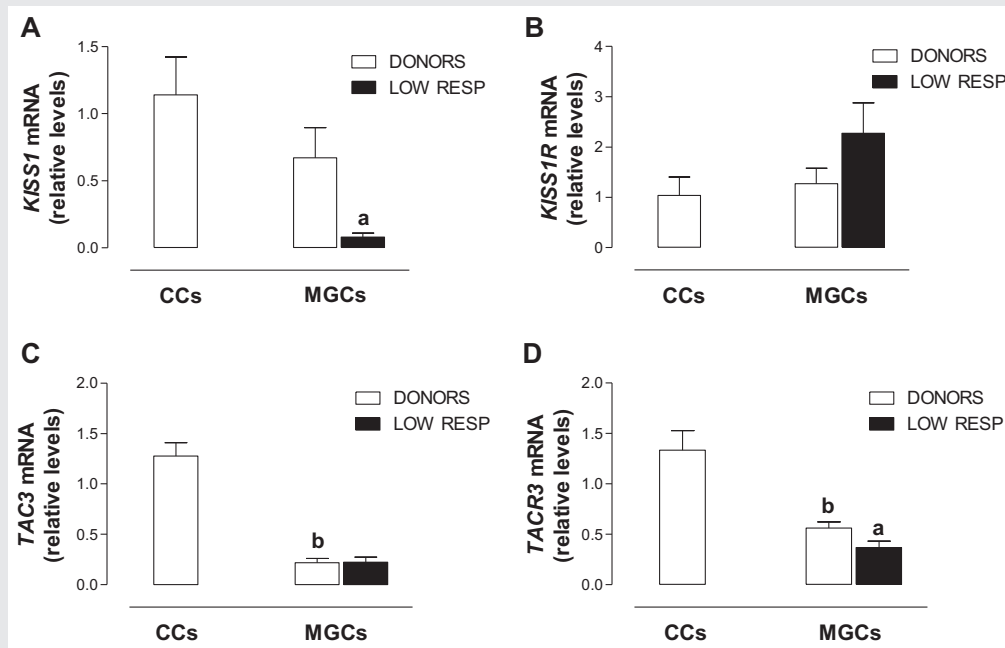 A
KISS1 mRNA
(relative levels)
1.5
1.0
0.5
0.0
DONORS
LOW RESP
a
CCs
MGCs
B
KISS1R mRNA
(relative levels)
4
3
2
1
0
DONORS
LOW RESP
CCs
MGCs
C
TAC3 mRNA
(relative levels)
2.0
1.5
1.0
0.5
0.0
DONORS
LOW RESP
b
CCs
MGCs
D
TACR3 mRNA
(relative levels)
2.0
1.5
1.0
0.5
0.0
DONORS
LOW RESP
b
a
CCs
MGCs